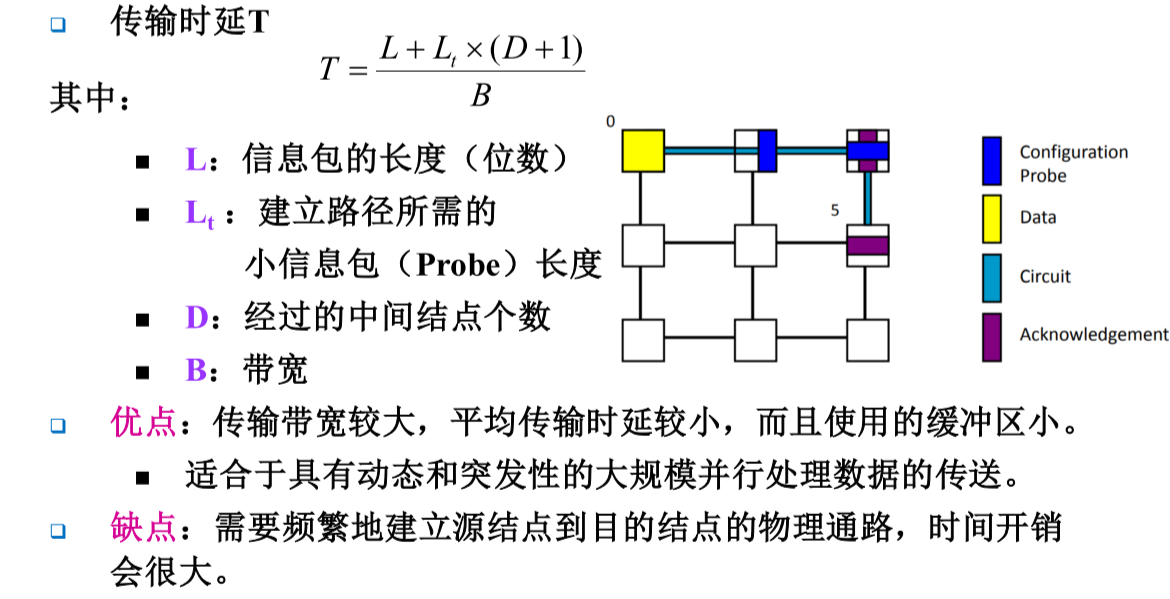 ❑ 传输时延T
T = (L + L_t × (D + 1)) / B
其中：
0
■ L：信息包的长度（位数）
■ L_t ：建立路径所需的
小信息包（Probe）长度
5
■ D：经过的中间结点个数
■ B：带宽
Configuration
Probe
Data
Circuit
Acknowledgement
❑ 优点：传输带宽较大，平均传输时延较小，而且使用的缓冲区小。
■ 适合于具有动态和突发性的大规模并行处理数据的传送。
❑ 缺点：需要频繁地建立源结点到目的结点的物理通路，时间开销
会很大。